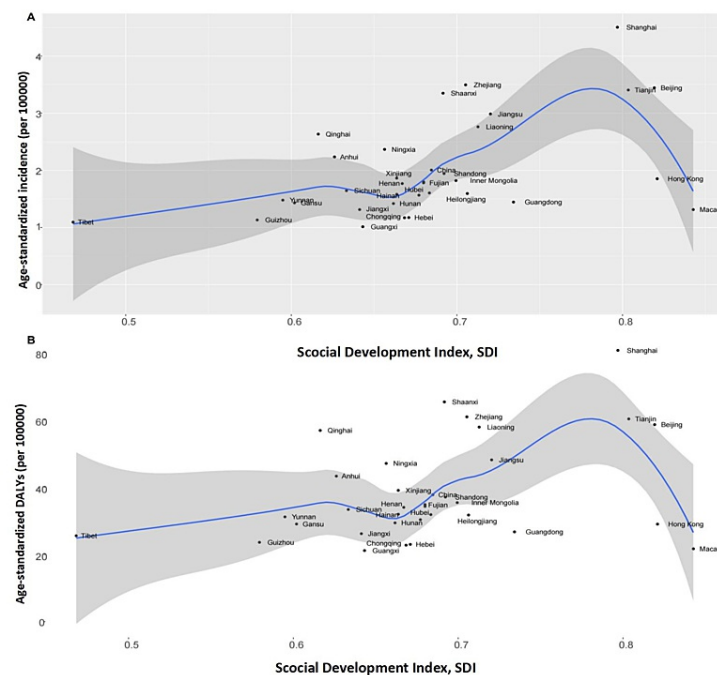 A
Age-standardized incidence (per 100000)
4
3
2
1
0
Shanghai
Zhejiang
Shaanxi
Tianjin
Beijing
Jiangsu
Liaoning
Qinghai
Ningxia
Anhui
China
Xinjiang
Shandong
Hong Kong
Henan
Fujian
Inner Mongolia
Sichuan
Hubei
Hainan
Heilongjiang
Yunnan
Gansu
Hunan
Guangdong
Jiangxi
Maca
Chongqing
Hebei
Guizhou
Tibet
Guangxi
0.5 0.6 0.7 0.8
Scocial Development Index, SDI
B
Age-standardized DALYs (per 100000)
80
60
40
20
0
Shanghai
Shaanxi
Zhejiang
Tianjin
Beijing
Liaoning
Qinghai
Jiangsu
Ningxia
Anhui
Xinjiang
China
Shandong
Henan
Fujian
Inner Mongolia
Sichuan
Hubei
Hainan
Yunnan
Heilongjiang
Gansu
Hunan
Hong Kong
Jiangxi
Guangdong
Tibet
Guizhou
Chongqing
Hebei
Guangxi
Maca
0.5 0.6 0.7 0.8
Scocial Development Index, SDI